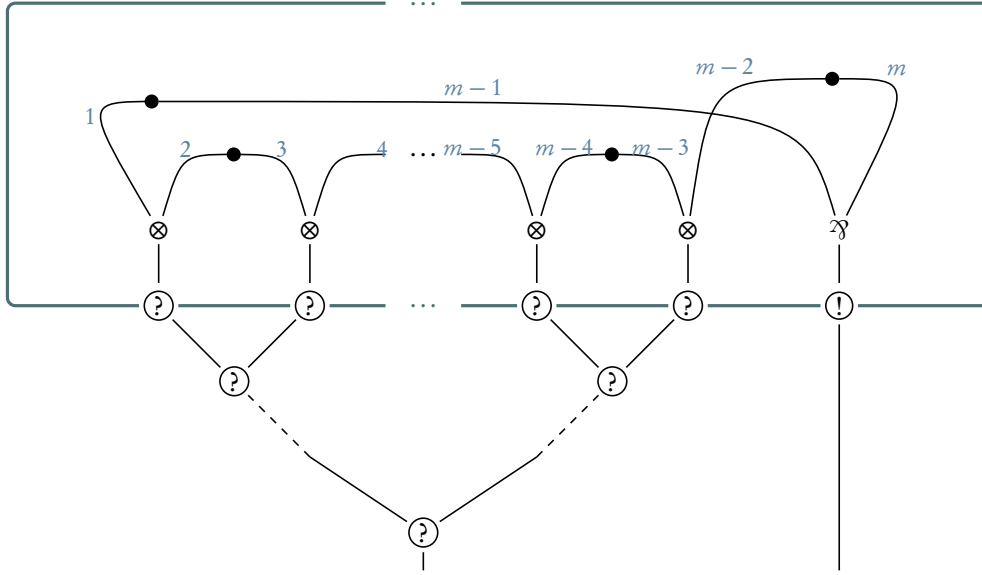 ...
m − 2 m
m − 1
1
2 3 4 ... m − 5 m − 4 m − 3
⊗ ⊗ ⊗ ⊗ ⅋
? ? ... ? ? !
? ?
?